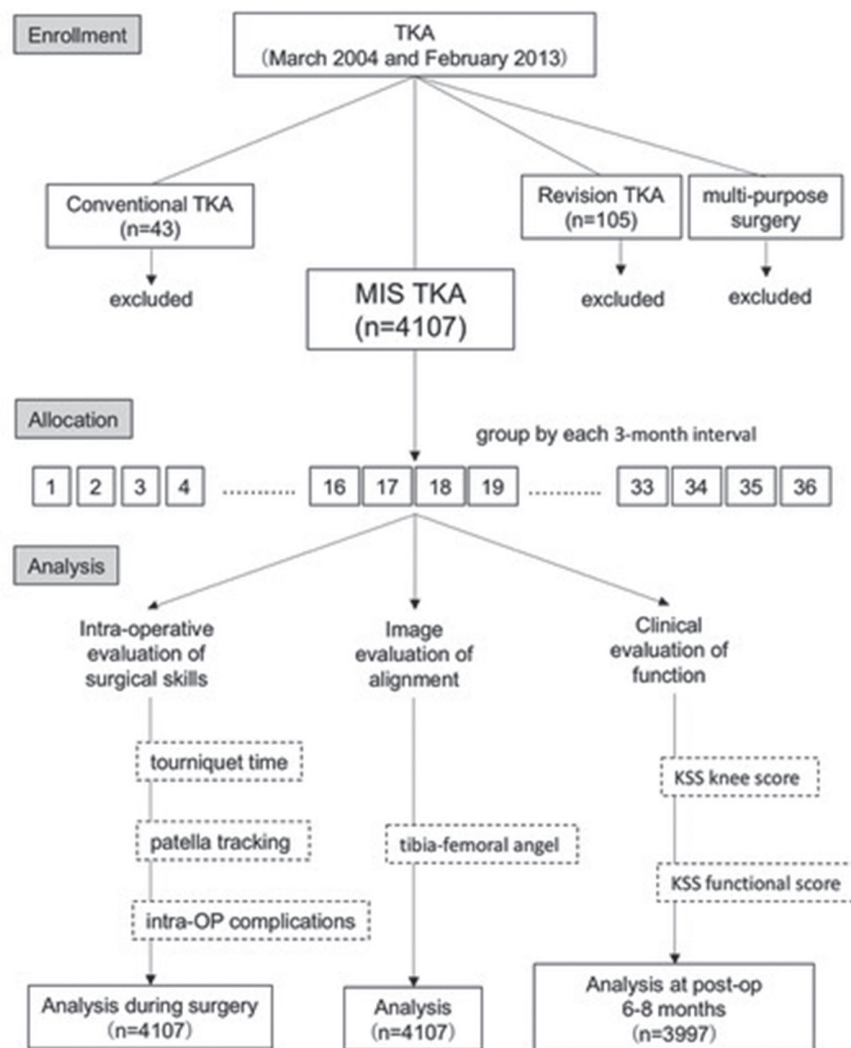 Enrollment
TKA
(March 2004 and February 2013)
Conventional TKA
(n=43)
excluded
MIS TKA
(n=4107)
Revision TKA
(n=105)
excluded
multi-purpose
surgery
excluded
Allocation
group by each 3-month interval
1 2 3 4 .......... 16 17 18 19 .......... 33 34 35 36
Analysis
Intra-operative
evaluation of
surgical skills
tourniquet time
patella tracking
intra-OP complications
Analysis during surgery
(n=4107)
Image
evaluation of
alignment
tibia-femoral angel
Analysis
(n=4107)
Clinical
evaluation of
function
KSS knee score
KSS functional score
Analysis at post-op
6-8 months
(n=3997)